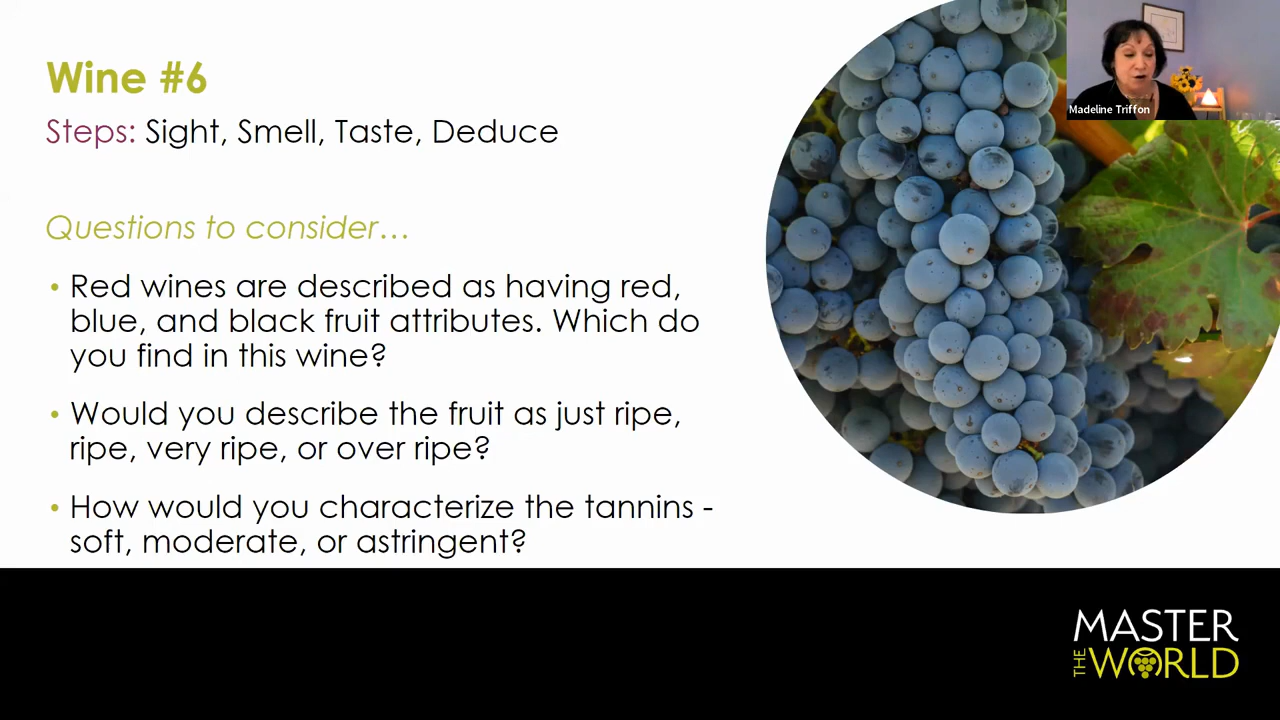 Wine #6
Steps: Sight, Smell, Taste, Deduce
Questions to consider...
• Red wines are described as having red,
blue, and black fruit attributes. Which do
you find in this wine?
• Would you describe the fruit as just ripe,
ripe, very ripe, or over ripe?
• How would you characterize the tannins -
soft, moderate, or astringent?
Madeline Triffon
MASTER
THE WORLD